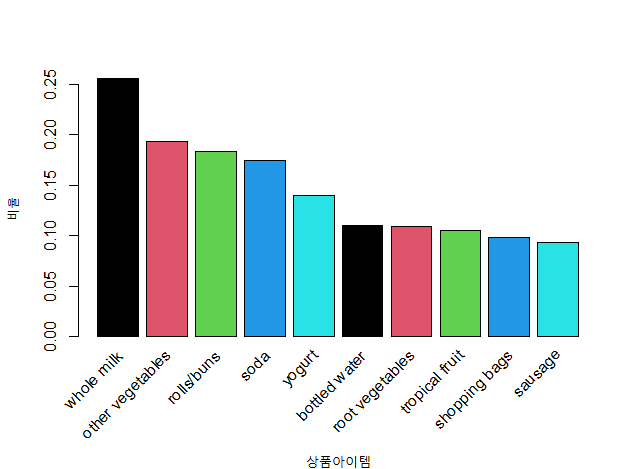 비율
0.25
0.20
0.15
0.10
0.05
0.00
whole milk
other vegetables
rolls/buns
soda
yogurt
bottled water
root vegetables
tropical fruit
shopping bags
sausage
상품아이템